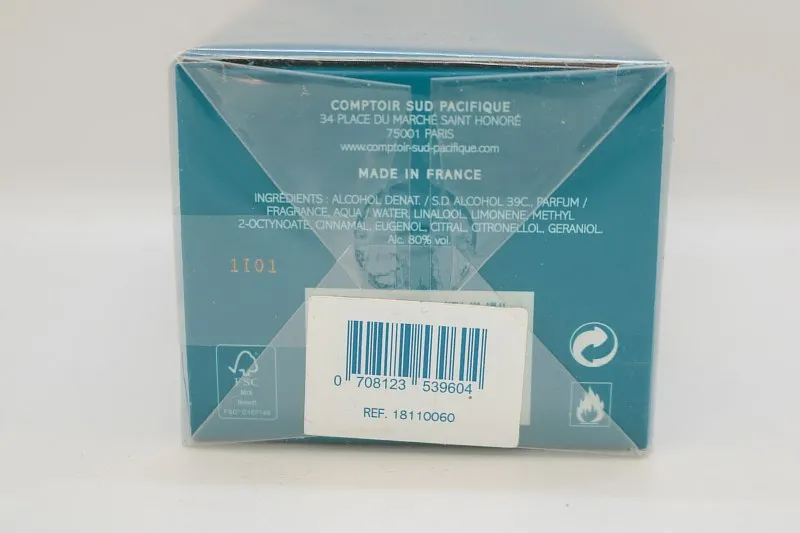 COMPTOIR SUD PACIFIQUE
34 PLACE DU MARCHÉ SAINT HONORÉ
75001 PARIS
www.comptoir-sud-pacifique.com
MADE IN FRANCE
INGRÉDIENTS : ALCOHOL DENAT. / S.D. ALCOHOL 39C., PARFUM /
FRAGRANCE, AQUA / WATER, LINALOOL, LIMONENE, METHYL
2-OCTYNOATE, CINNAMAL, EUGENOL, CITRAL, CITRONELLOL, GERANIOL.
Alc. 80% vol.
1101
FSC
MIX
0 708123 539604
REF. 18110060